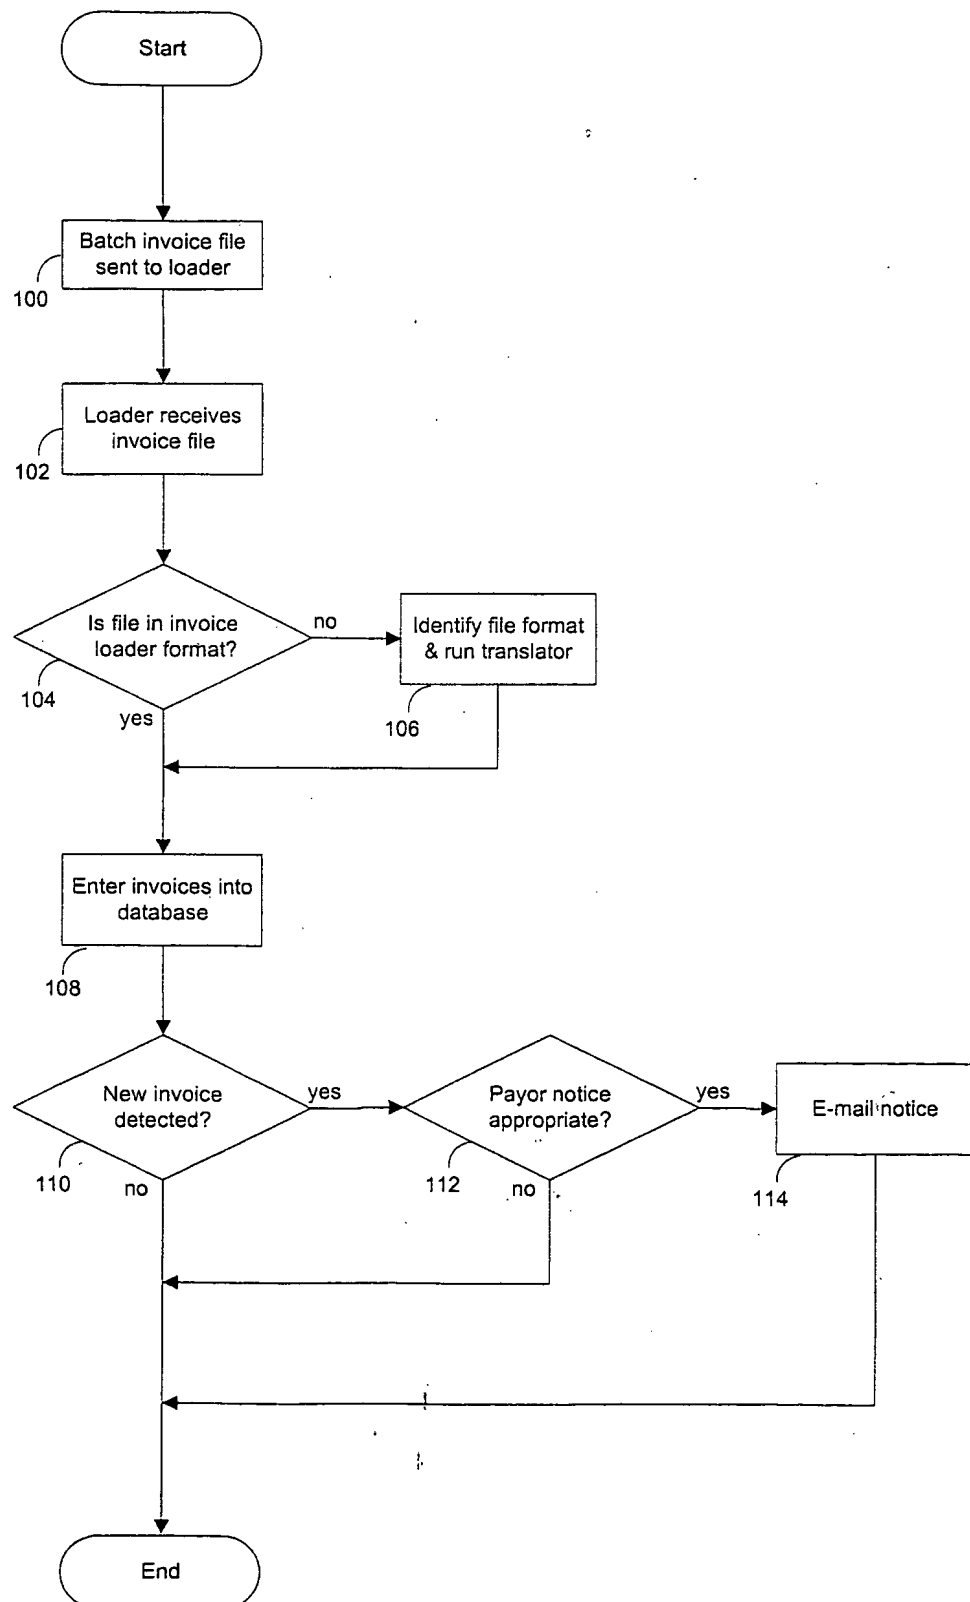 Start
Batch invoice file
sent to loader
100
Loader receives
invoice file
102
Is file in invoice
loader format?
104
no
yes
Identify file format
& run translator
106
Enter invoices into
database
108
New invoice
detected?
110
yes
no
Payor notice
appropriate?
112
yes
no
E-mail notice
114
End